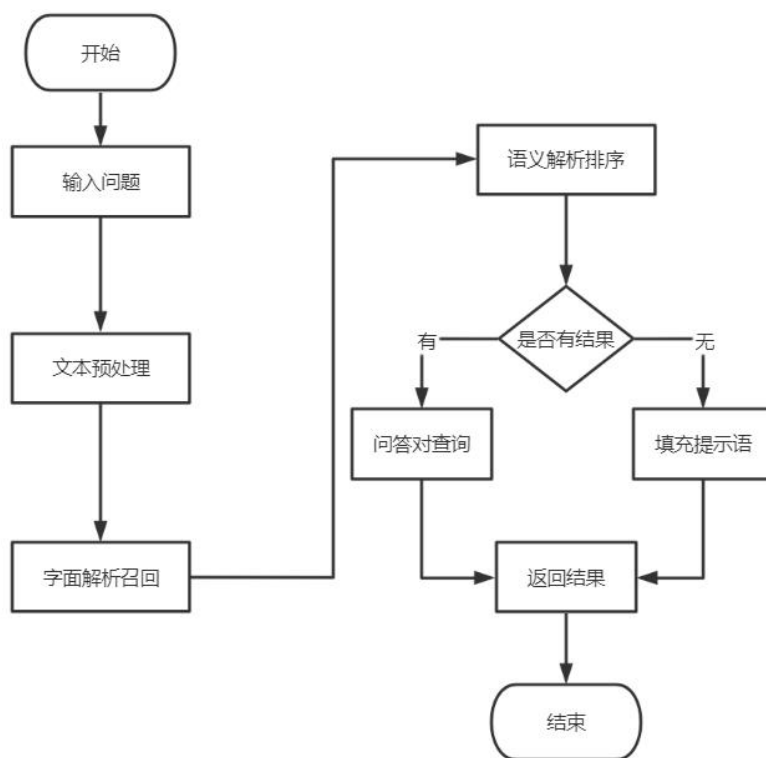 开始
输入问题
文本预处理
字面解析召回
语义解析排序
是否有结果
有
无
问答对查询
填充提示语
返回结果
结束